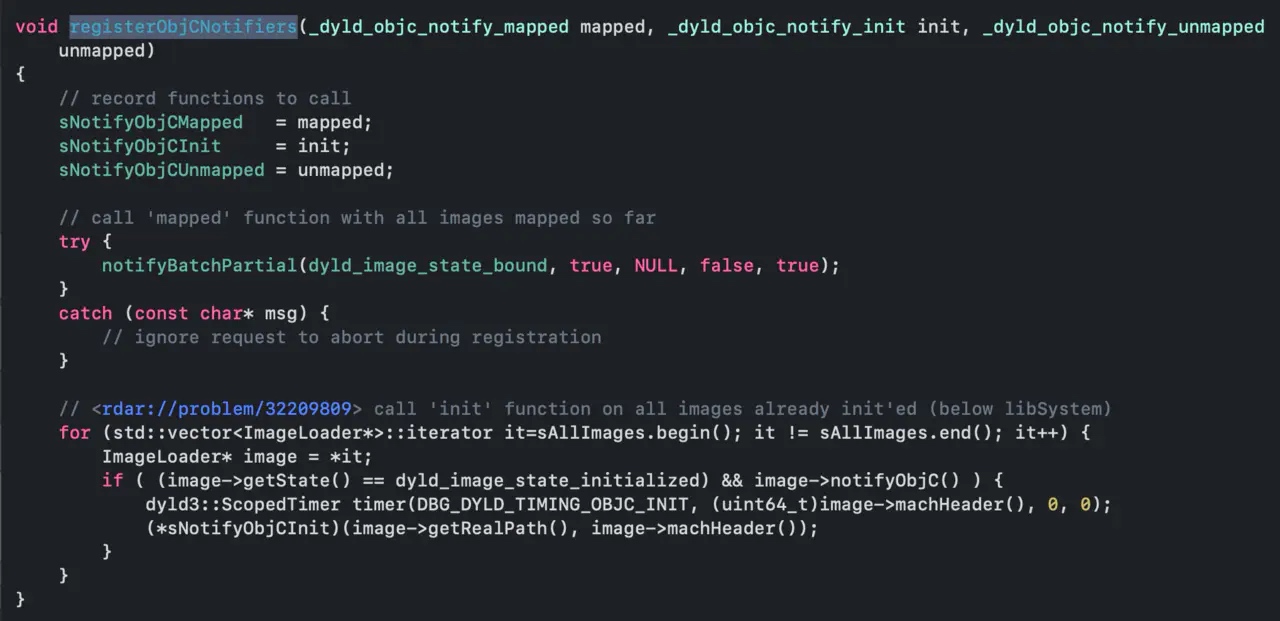 void registerObjCNotifiers(_dyld_objc_notify_mapped mapped, _dyld_objc_notify_init init, _dyld_objc_notify_unmapped
    unmapped)
{
    // record functions to call
    sNotifyObjCMapped   = mapped;
    sNotifyObjCInit     = init;
    sNotifyObjCUnmapped = unmapped;

    // call 'mapped' function with all images mapped so far
    try {
        notifyBatchPartial(dyld_image_state_bound, true, NULL, false, true);
    }
    catch (const char* msg) {
        // ignore request to abort during registration
    }

    // <rdar://problem/32209809> call 'init' function on all images already init'ed (below libSystem)
    for (std::vector<ImageLoader*>::iterator it=sAllImages.begin(); it != sAllImages.end(); it++) {
        ImageLoader* image = *it;
        if ( (image->getState() == dyld_image_state_initialized) && image->notifyObjC() ) {
            dyld3::ScopedTimer timer(DBG_DYLD_TIMING_OBJC_INIT, (uint64_t)image->machHeader(), 0, 0);
            (*sNotifyObjCInit)(image->getRealPath(), image->machHeader());
        }
    }
}